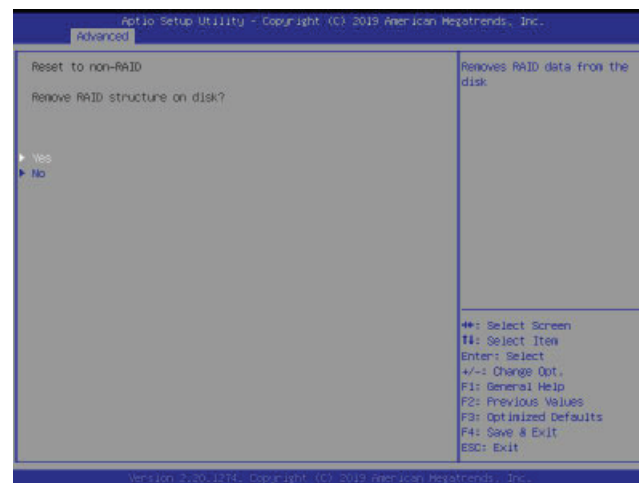 Aptio Setup Utility - Copyright (C) 2019 American Megatrends, Inc.
Advanced
Reset to non-RAID
Remove RAID structure on disk?
Yes
No
Removes RAID data from the
disk
↔: Select Screen
↑↓: Select Item
Enter: Select
+/-: Change Opt.
F1: General Help
F2: Previous Values
F3: Optimized Defaults
F4: Save & Exit
ESC: Exit
Version 2.20.1274. Copyright (C) 2019 American Megatrends, Inc.